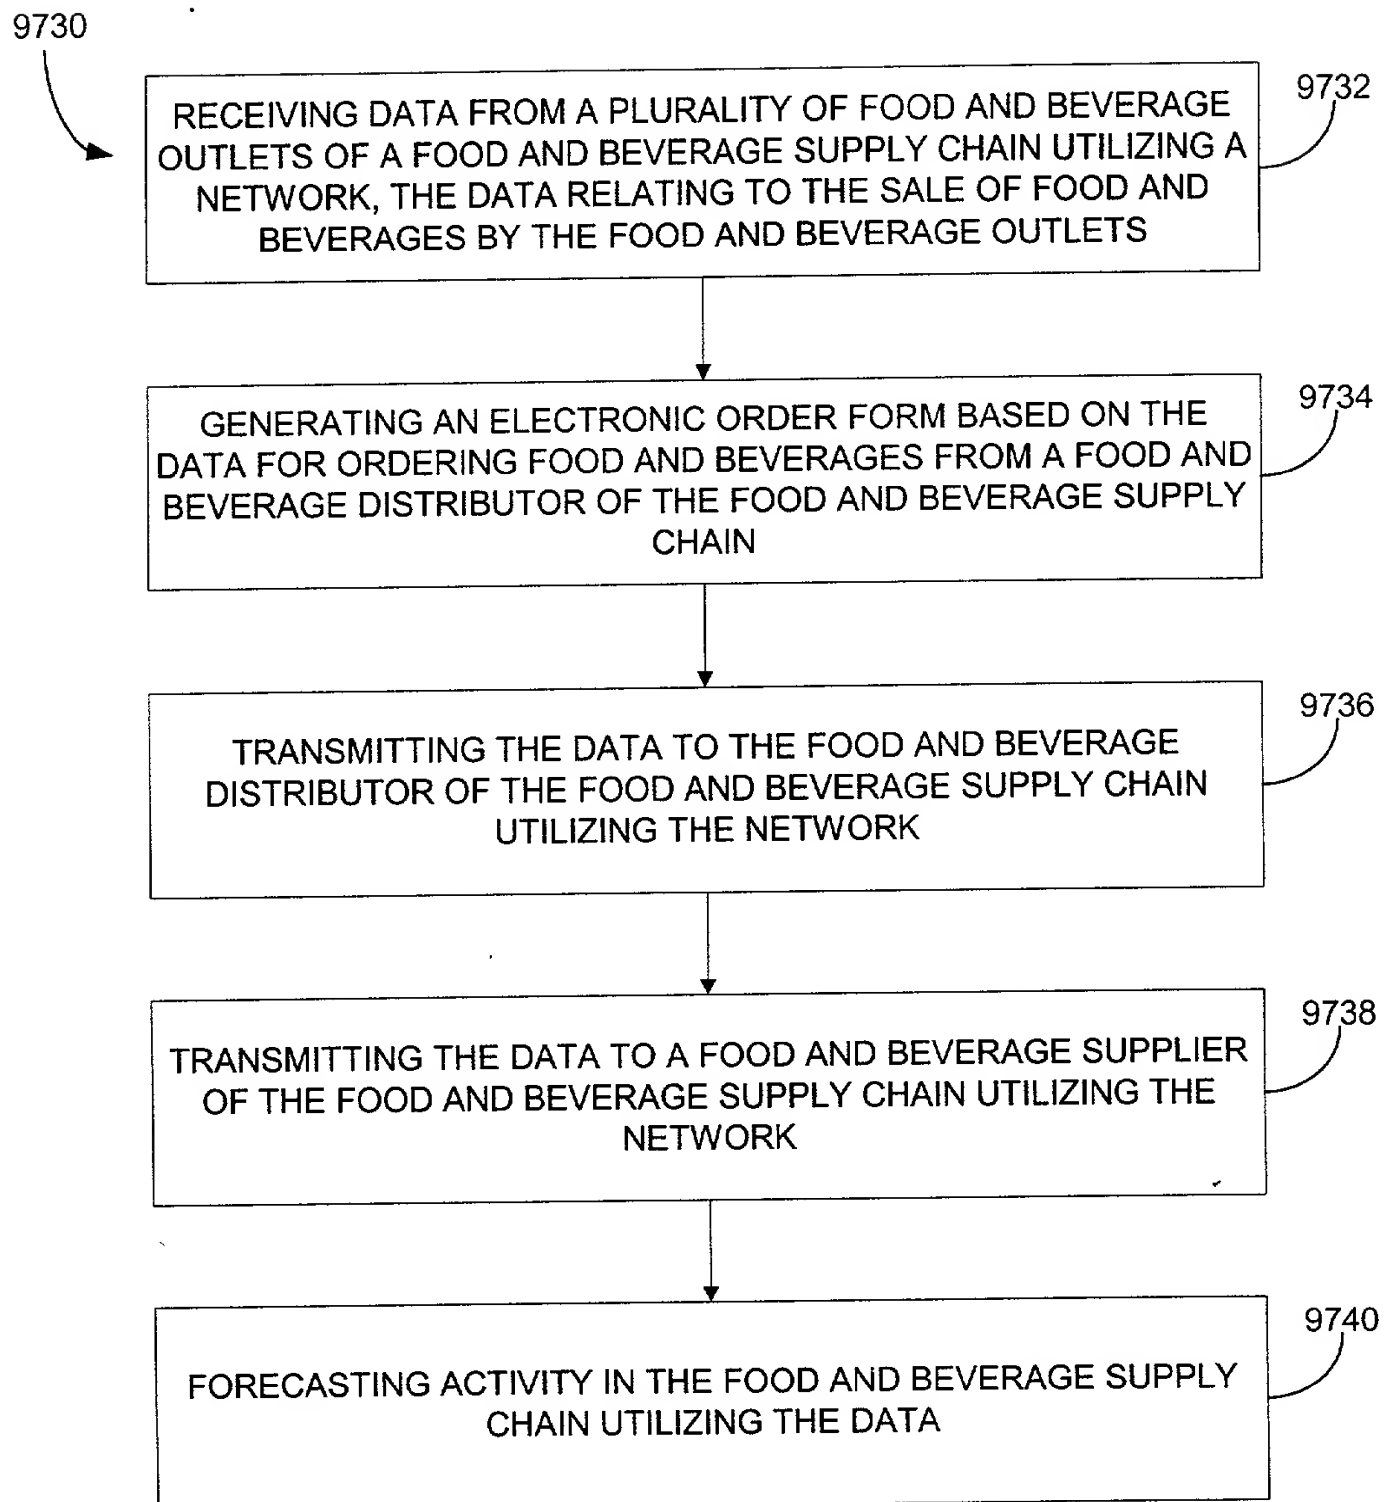 9730
9732
RECEIVING DATA FROM A PLURALITY OF FOOD AND BEVERAGE
OUTLETS OF A FOOD AND BEVERAGE SUPPLY CHAIN UTILIZING A
NETWORK, THE DATA RELATING TO THE SALE OF FOOD AND
BEVERAGES BY THE FOOD AND BEVERAGE OUTLETS
9734
GENERATING AN ELECTRONIC ORDER FORM BASED ON THE
DATA FOR ORDERING FOOD AND BEVERAGES FROM A FOOD AND
BEVERAGE DISTRIBUTOR OF THE FOOD AND BEVERAGE SUPPLY
CHAIN
9736
TRANSMITTING THE DATA TO THE FOOD AND BEVERAGE
DISTRIBUTOR OF THE FOOD AND BEVERAGE SUPPLY CHAIN
UTILIZING THE NETWORK
9738
TRANSMITTING THE DATA TO A FOOD AND BEVERAGE SUPPLIER
OF THE FOOD AND BEVERAGE SUPPLY CHAIN UTILIZING THE
NETWORK
9740
FORECASTING ACTIVITY IN THE FOOD AND BEVERAGE SUPPLY
CHAIN UTILIZING THE DATA